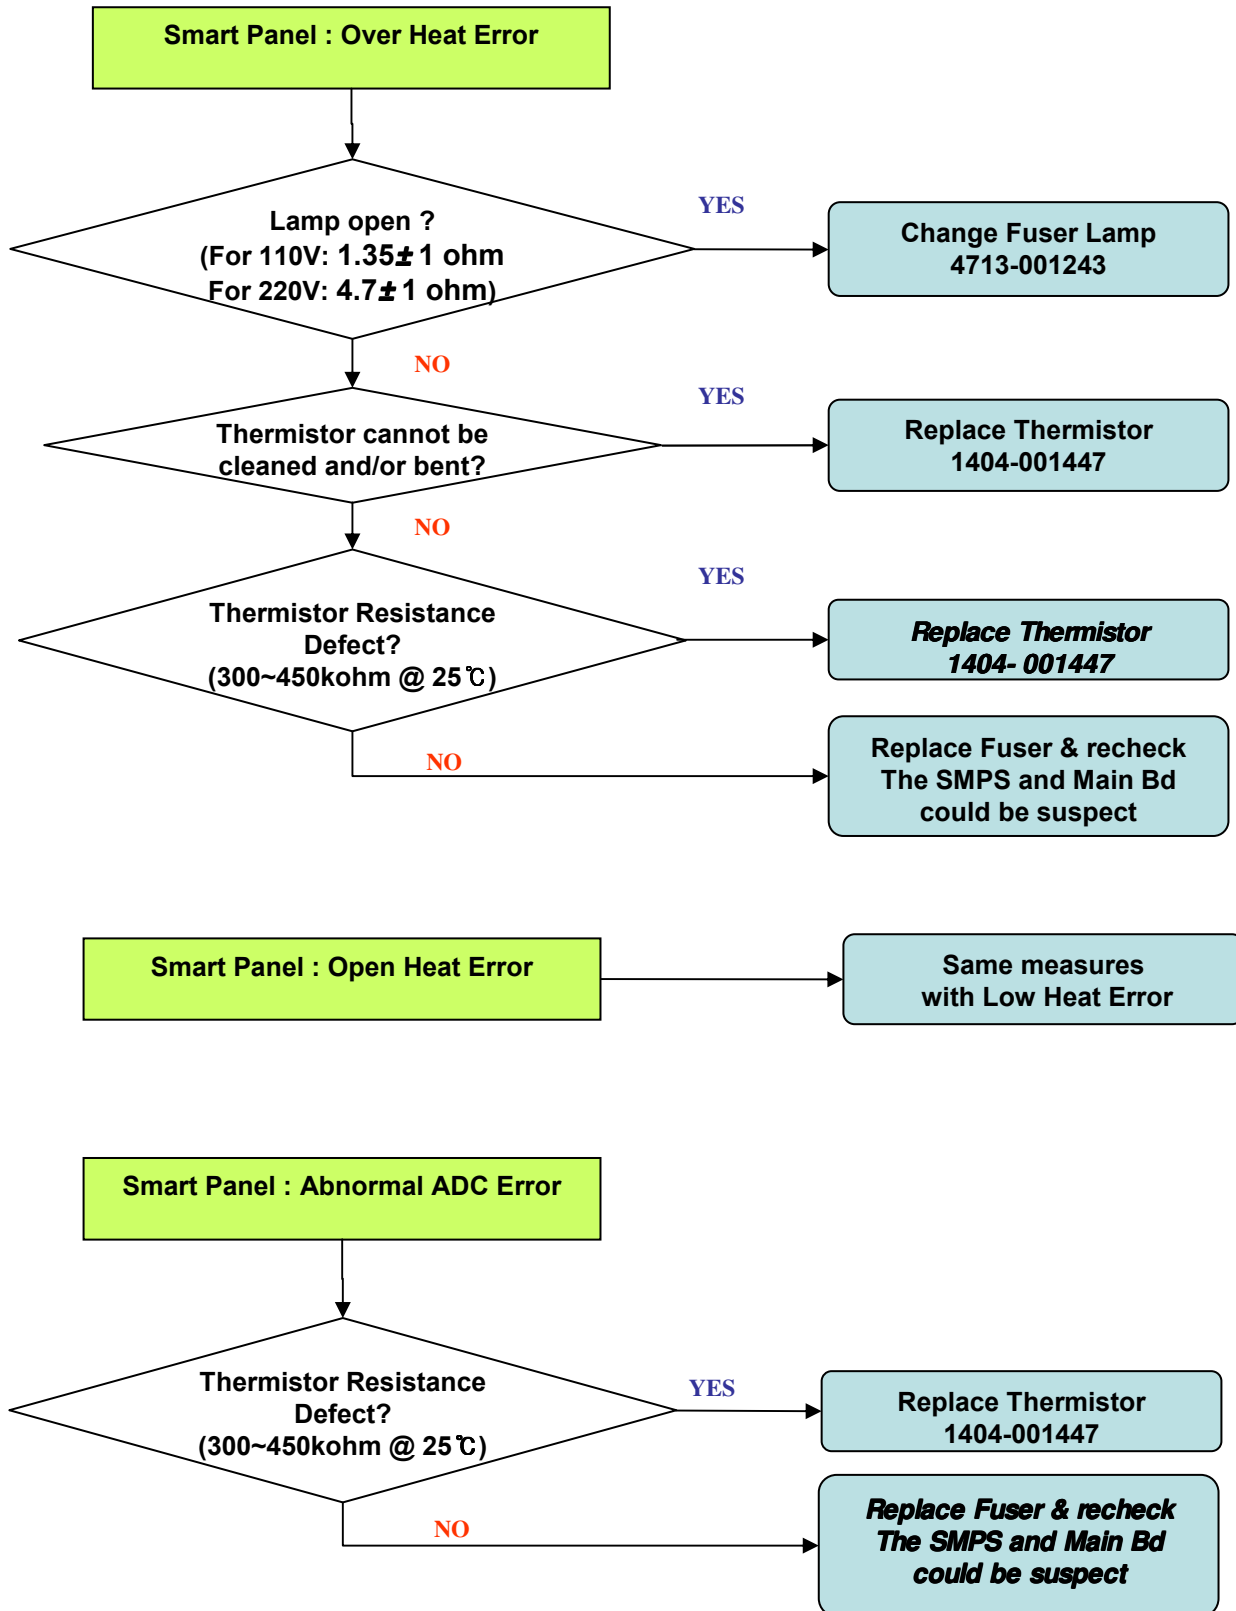 Smart Panel : Over Heat Error
Lamp open ?
(For 110V: 1.35± 1 ohm
For 220V: 4.7± 1 ohm)
YES
Change Fuser Lamp
4713-001243
NO
Thermistor cannot be
cleaned and/or bent?
YES
Replace Thermistor
1404-001447
NO
Thermistor Resistance
Defect?
(300~450kohm @ 25℃)
YES
Replace Thermistor
1404- 001447
NO
Replace Fuser & recheck
The SMPS and Main Bd
could be suspect
Smart Panel : Open Heat Error
Same measures
with Low Heat Error
Smart Panel : Abnormal ADC Error
Thermistor Resistance
Defect?
(300~450kohm @ 25℃)
YES
Replace Thermistor
1404-001447
NO
Replace Fuser & recheck
The SMPS and Main Bd
could be suspect